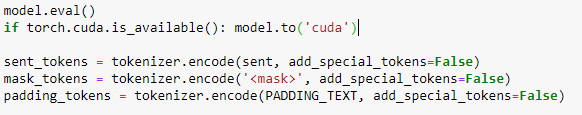 model.eval()
if torch.cuda.is_available(): model.to('cuda')
sent_tokens = tokenizer.encode(sent, add_special_tokens=False)
mask_tokens = tokenizer.encode('<mask>', add_special_tokens=False)
padding_tokens = tokenizer.encode(PADDING_TEXT, add_special_tokens=False)